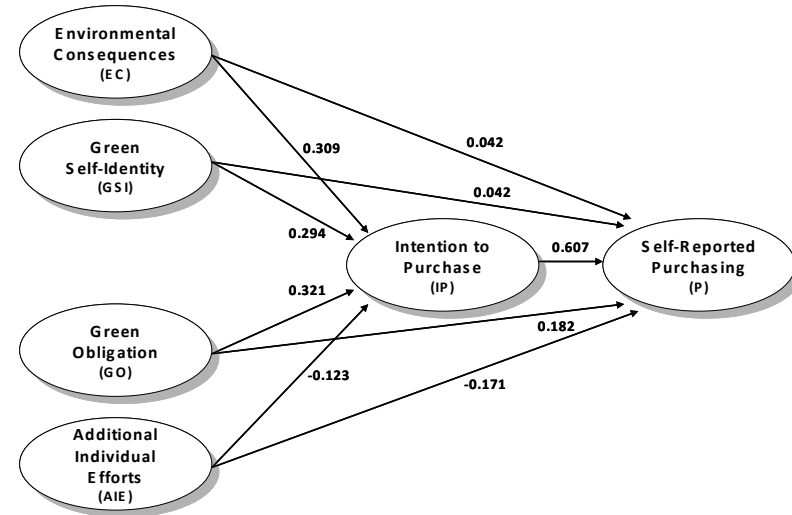 Environmental
Consequences
(EC)
0.042
0.309
Green
Self-Identity
(GSI)
0.042
0.294
Intention to
Purchase
(IP)
0.607
Self-Reported
Purchasing
(P)
0.321
Green
Obligation
(GO)
0.182
-0.123
-0.171
Additional
Individual
Efforts
(AIE)